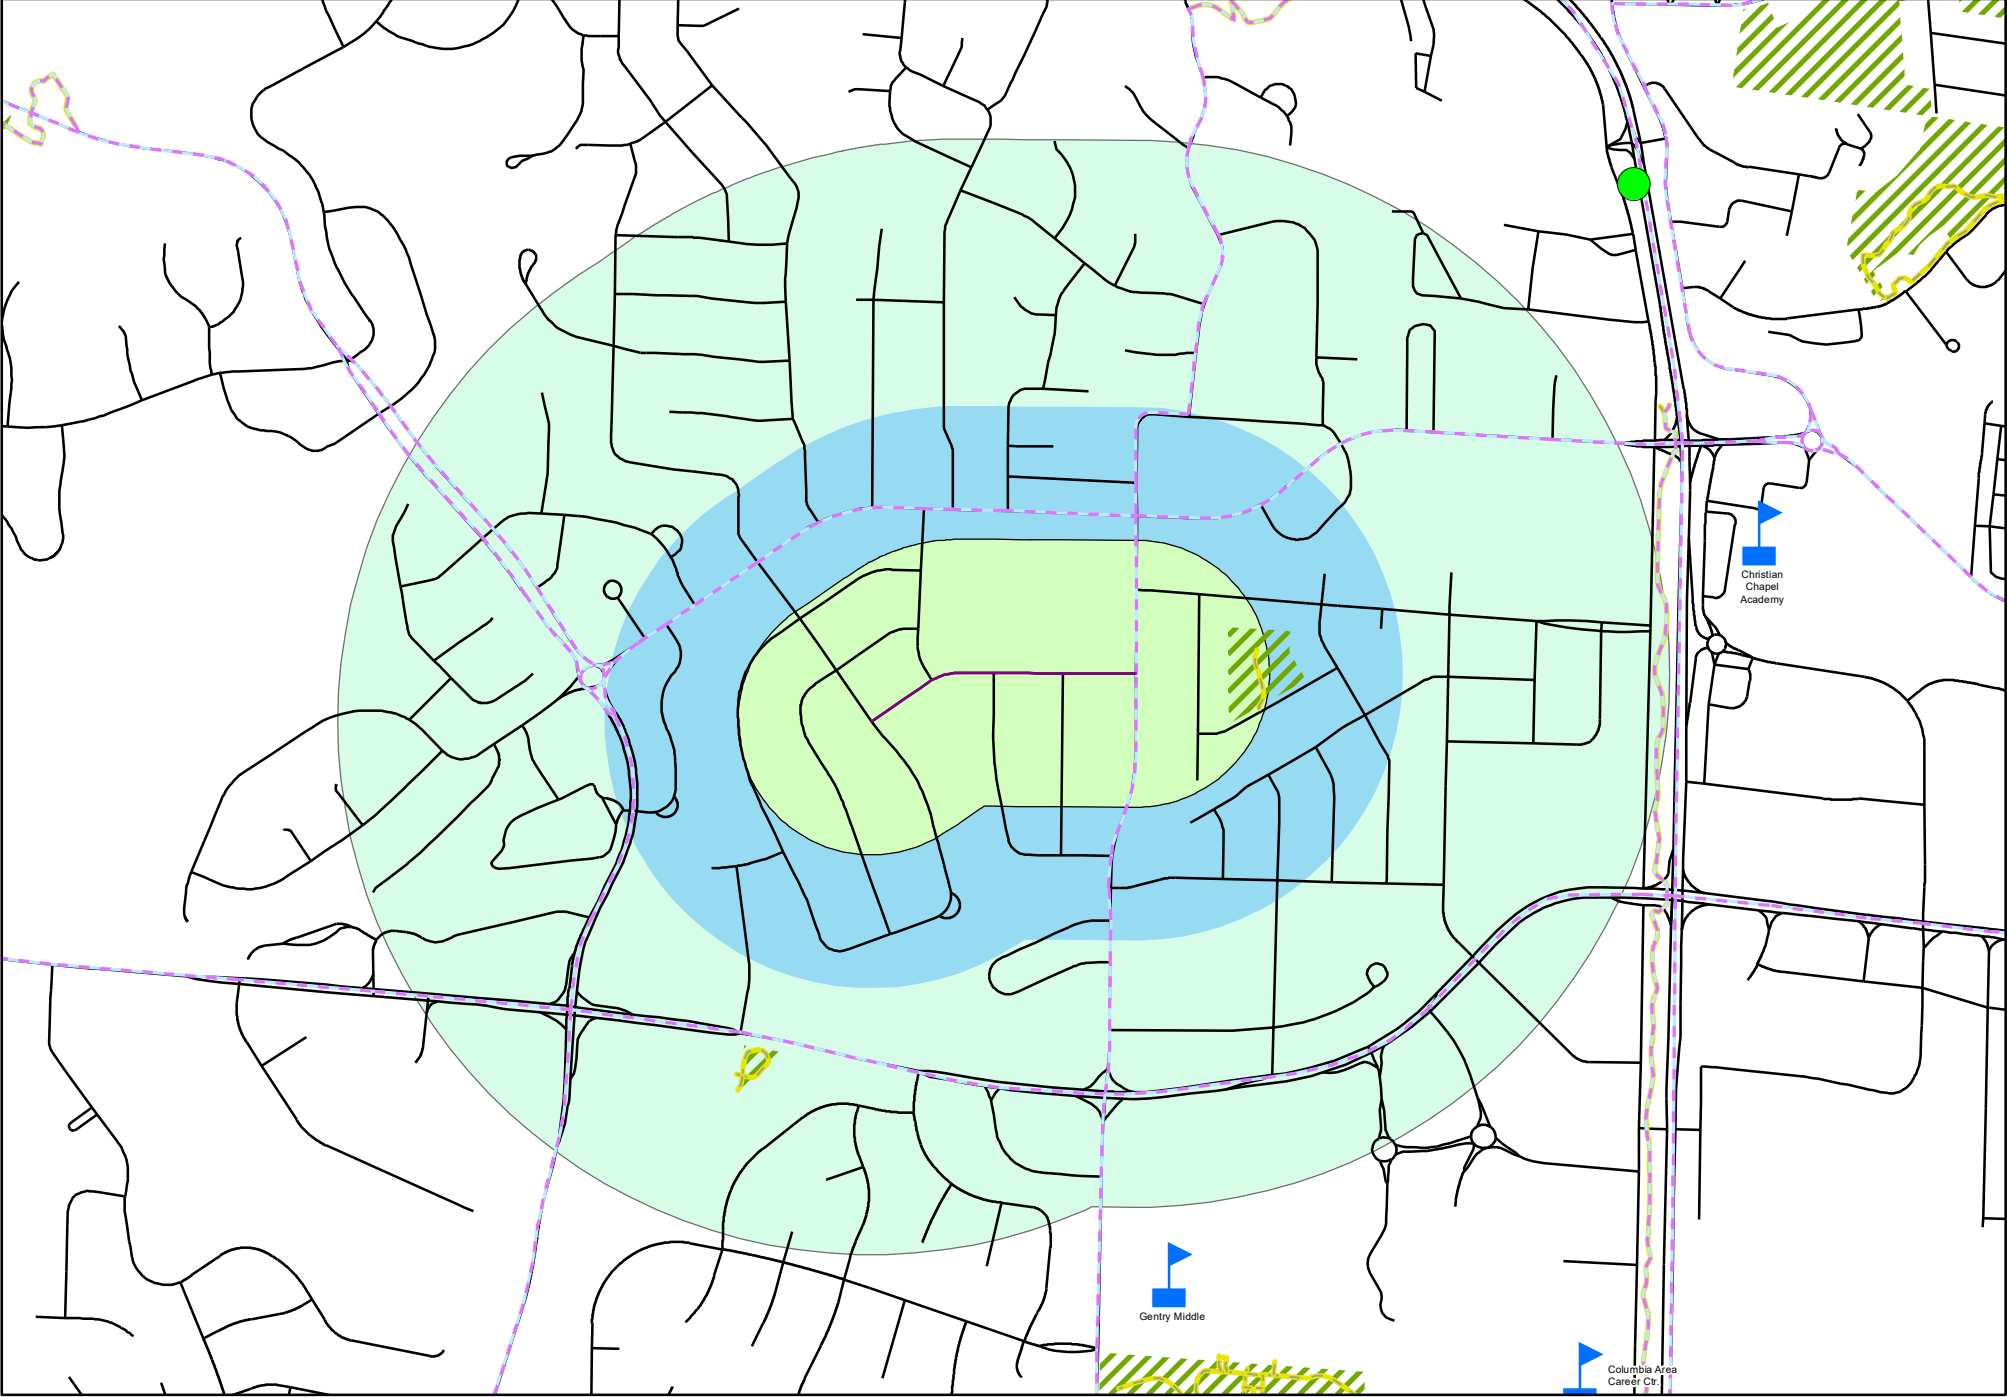 Christian
Chapel
Academy
Gentry Middle
Columbia Area
Career Ctr.